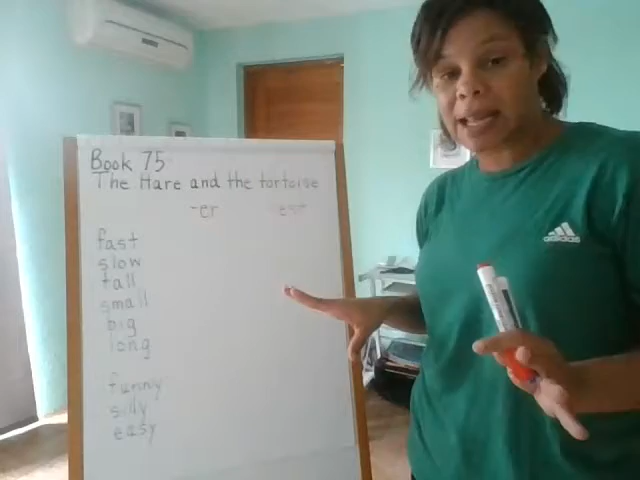 Book 75
The Hare and the tortoise
-er est
fast
slow
tall
small
big
long
funny
silly
easy
adidas